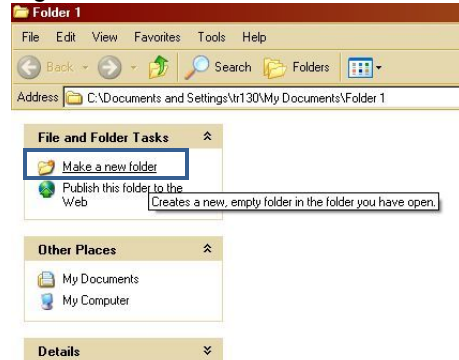 Folder 1
File Edit View Favorites Tools Help
Back Search Folders
Address C:\Documents and Settings\tr130\My Documents\Folder 1
File and Folder Tasks
Make a new folder
Publish this folder to the
Web
Creates a new, empty folder in the folder you have open.
Other Places
My Documents
My Computer
Details